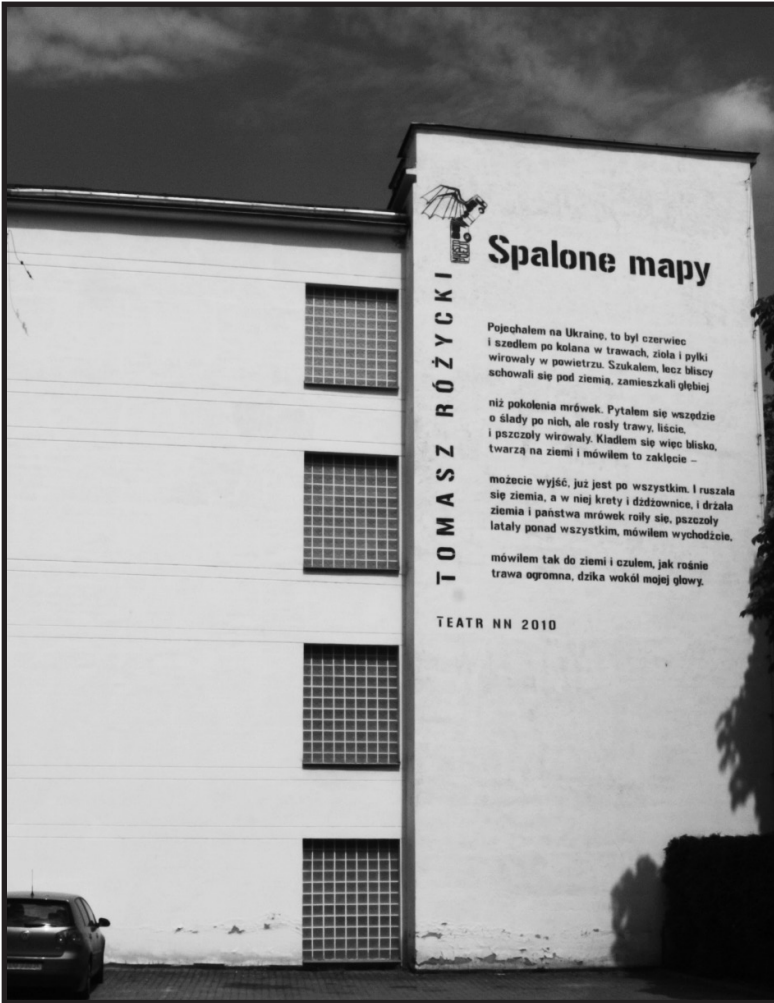 Spalone mapy
TOMASZ RÓŻYCKI
Pojechałem na Ukrainę, to był czerwiec
i szedłem po kolana w trawach, zioła i pyłki
wirowały w powietrzu. Szukałem, lecz bliscy
schowali się pod ziemią, zamieszkali głębiej
niż pokolenia mrówek. Pytałem się wszędzie
o ślady po nich, ale rosły trawy, liście,
i pszczoły wirowały. Kładłem się więc blisko,
twarzą na ziemi i mówiłem to zaklęcie –
możecie wyjść, już jest po wszystkim. I ruszała
się ziemia, a w niej krety i dżdżownice, i drżała
ziemia i państwa mrówek roiły się, pszczoły
latały ponad wszystkim, mówiłem wychodźcie,
mówiłem tak do ziemi i czułem, jak rośnie
trawa ogromna, dzika wokół mojej głowy.
TEATR NN 2010